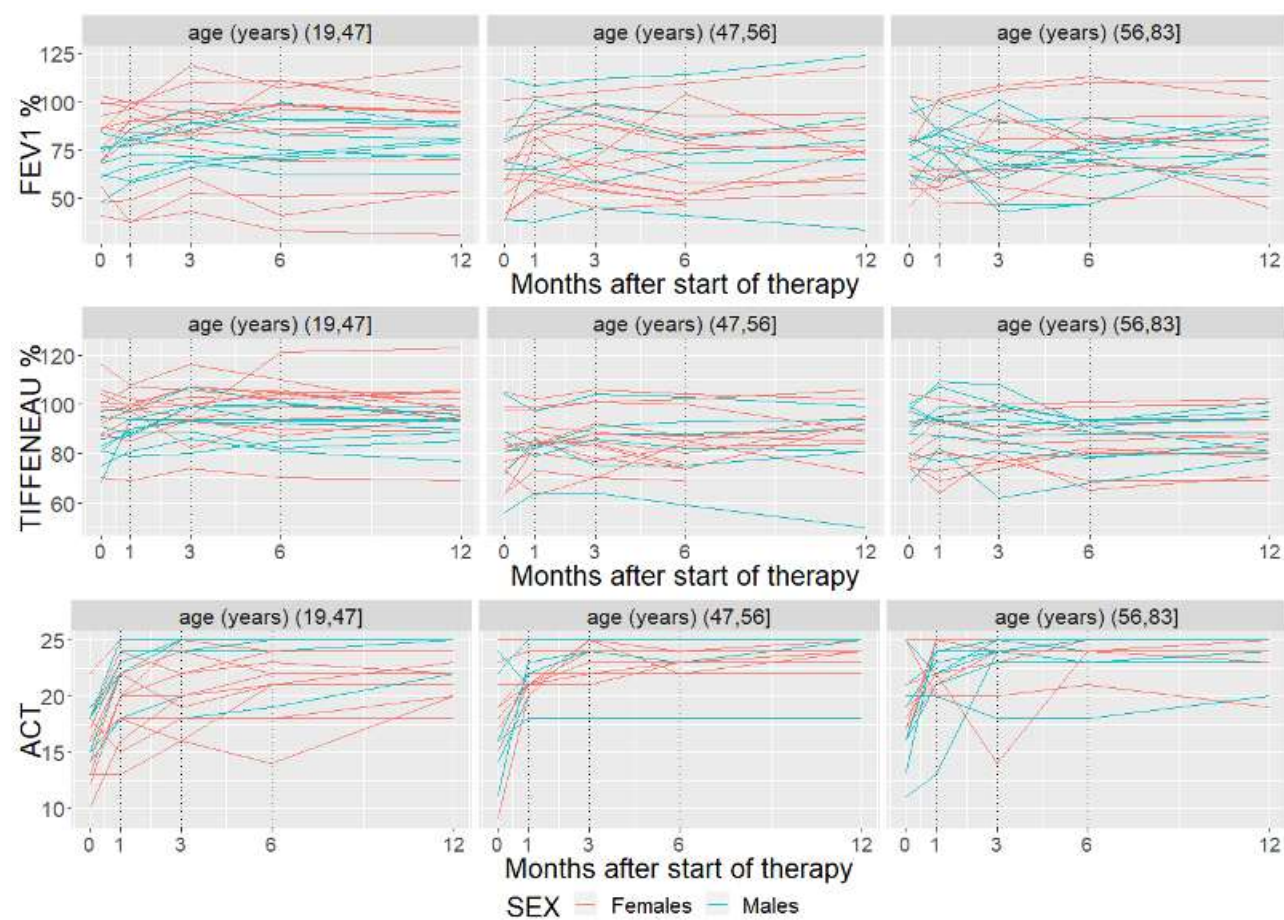 age (years) (19,47] age (years) (47,56] age (years) (56,83]
FEV1 %
125
100
75
50
0 1 3 6 12 0 1 3 6 12 0 1 3 6 12
Months after start of therapy
age (years) (19,47] age (years) (47,56] age (years) (56,83]
TIFFENEAU %
120
100
80
60
0 1 3 6 12 0 1 3 6 12 0 1 3 6 12
Months after start of therapy
age (years) (19,47] age (years) (47,56] age (years) (56,83]
ACT
25
20
15
10
0 1 3 6 12 0 1 3 6 12 0 1 3 6 12
Months after start of therapy
SEX Females Males